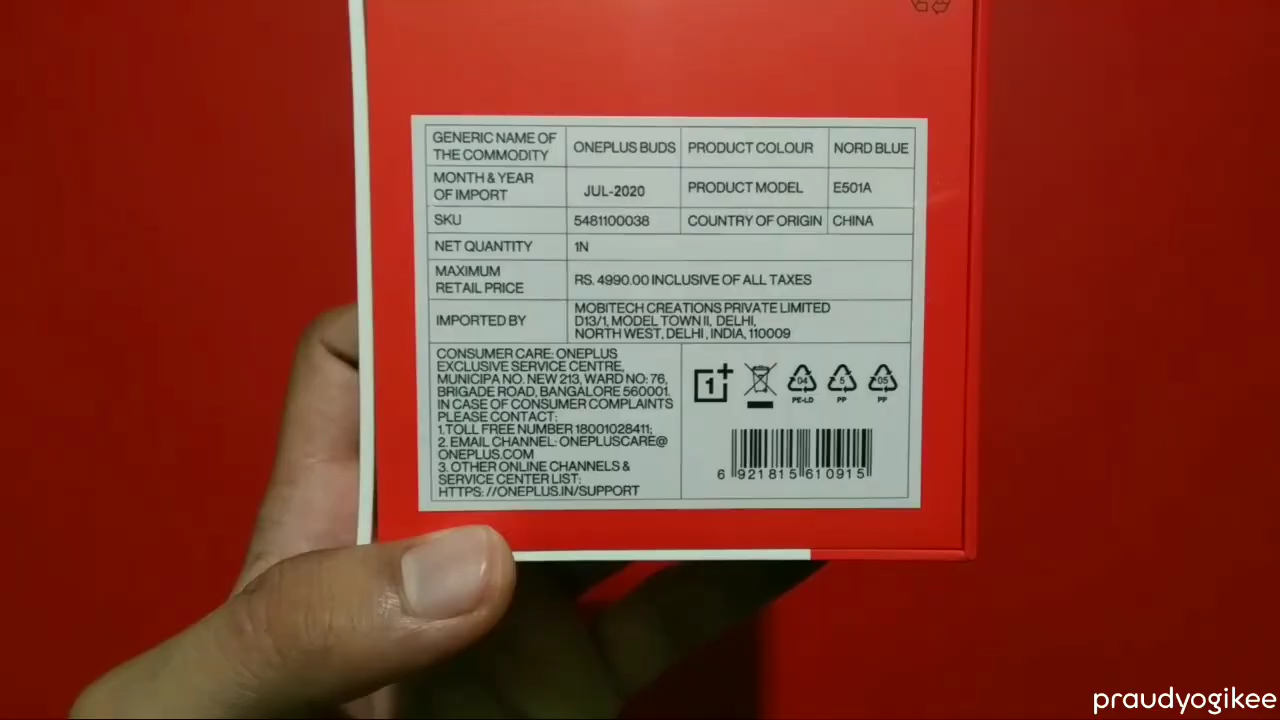 GENERIC NAME OF
THE COMMODITY
ONEPLUS BUDS
PRODUCT COLOUR
NORD BLUE
MONTH & YEAR
OF IMPORT
JUL-2020
PRODUCT MODEL
E501A
SKU
5481100038
COUNTRY OF ORIGIN
CHINA
NET QUANTITY
1N
MAXIMUM
RETAIL PRICE
RS. 4990.00 INCLUSIVE OF ALL TAXES
IMPORTED BY
MOBITECH CREATIONS PRIVATE LIMITED
D13/1, MODEL TOWN II, DELHI,
NORTH WEST, DELHI, INDIA, 110009
CONSUMER CARE: ONEPLUS
EXCLUSIVE SERVICE CENTRE,
MUNICIPA NO. NEW 213, WARD NO: 76,
BRIGADE ROAD, BANGALORE 560001.
IN CASE OF CONSUMER COMPLAINTS
PLEASE CONTACT:
1. TOLL FREE NUMBER 18001028411;
2. EMAIL CHANNEL: ONEPLUSCARE@
ONEPLUS.COM
3. OTHER ONLINE CHANNELS &
SERVICE CENTER LIST:
HTTPS://ONEPLUS.IN/SUPPORT
1+
04
PE-LD
5
PP
05
PP
6 921815 610915
praudyogikee